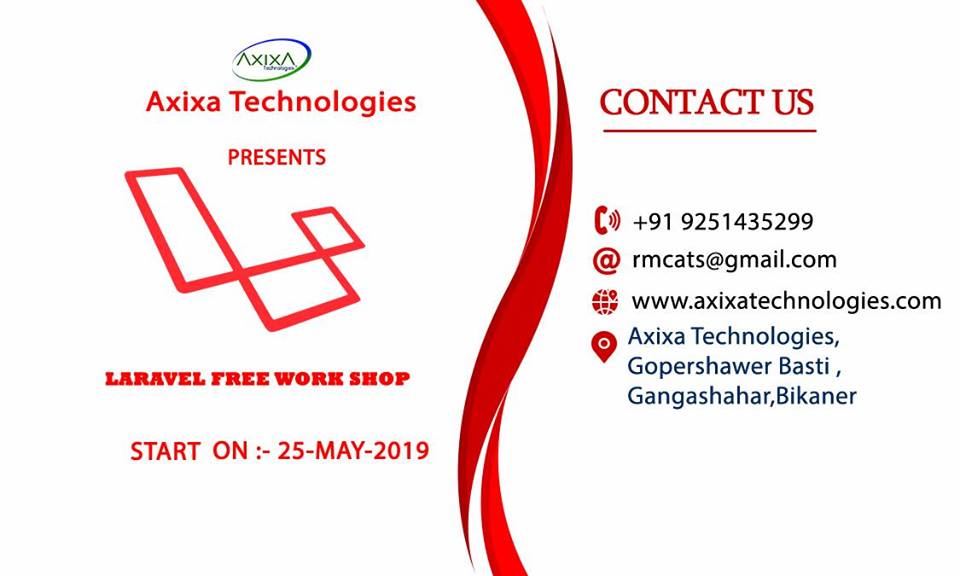 AXIXA
Technologies
Axixa Technologies
PRESENTS
LARAVEL FREE WORK SHOP
START ON :- 25-MAY-2019
CONTACT US
+91 9251435299
rmcats@gmail.com
www.axixatechnologies.com
Axixa Technologies,
Gopershawer Basti ,
Gangashahar,Bikaner